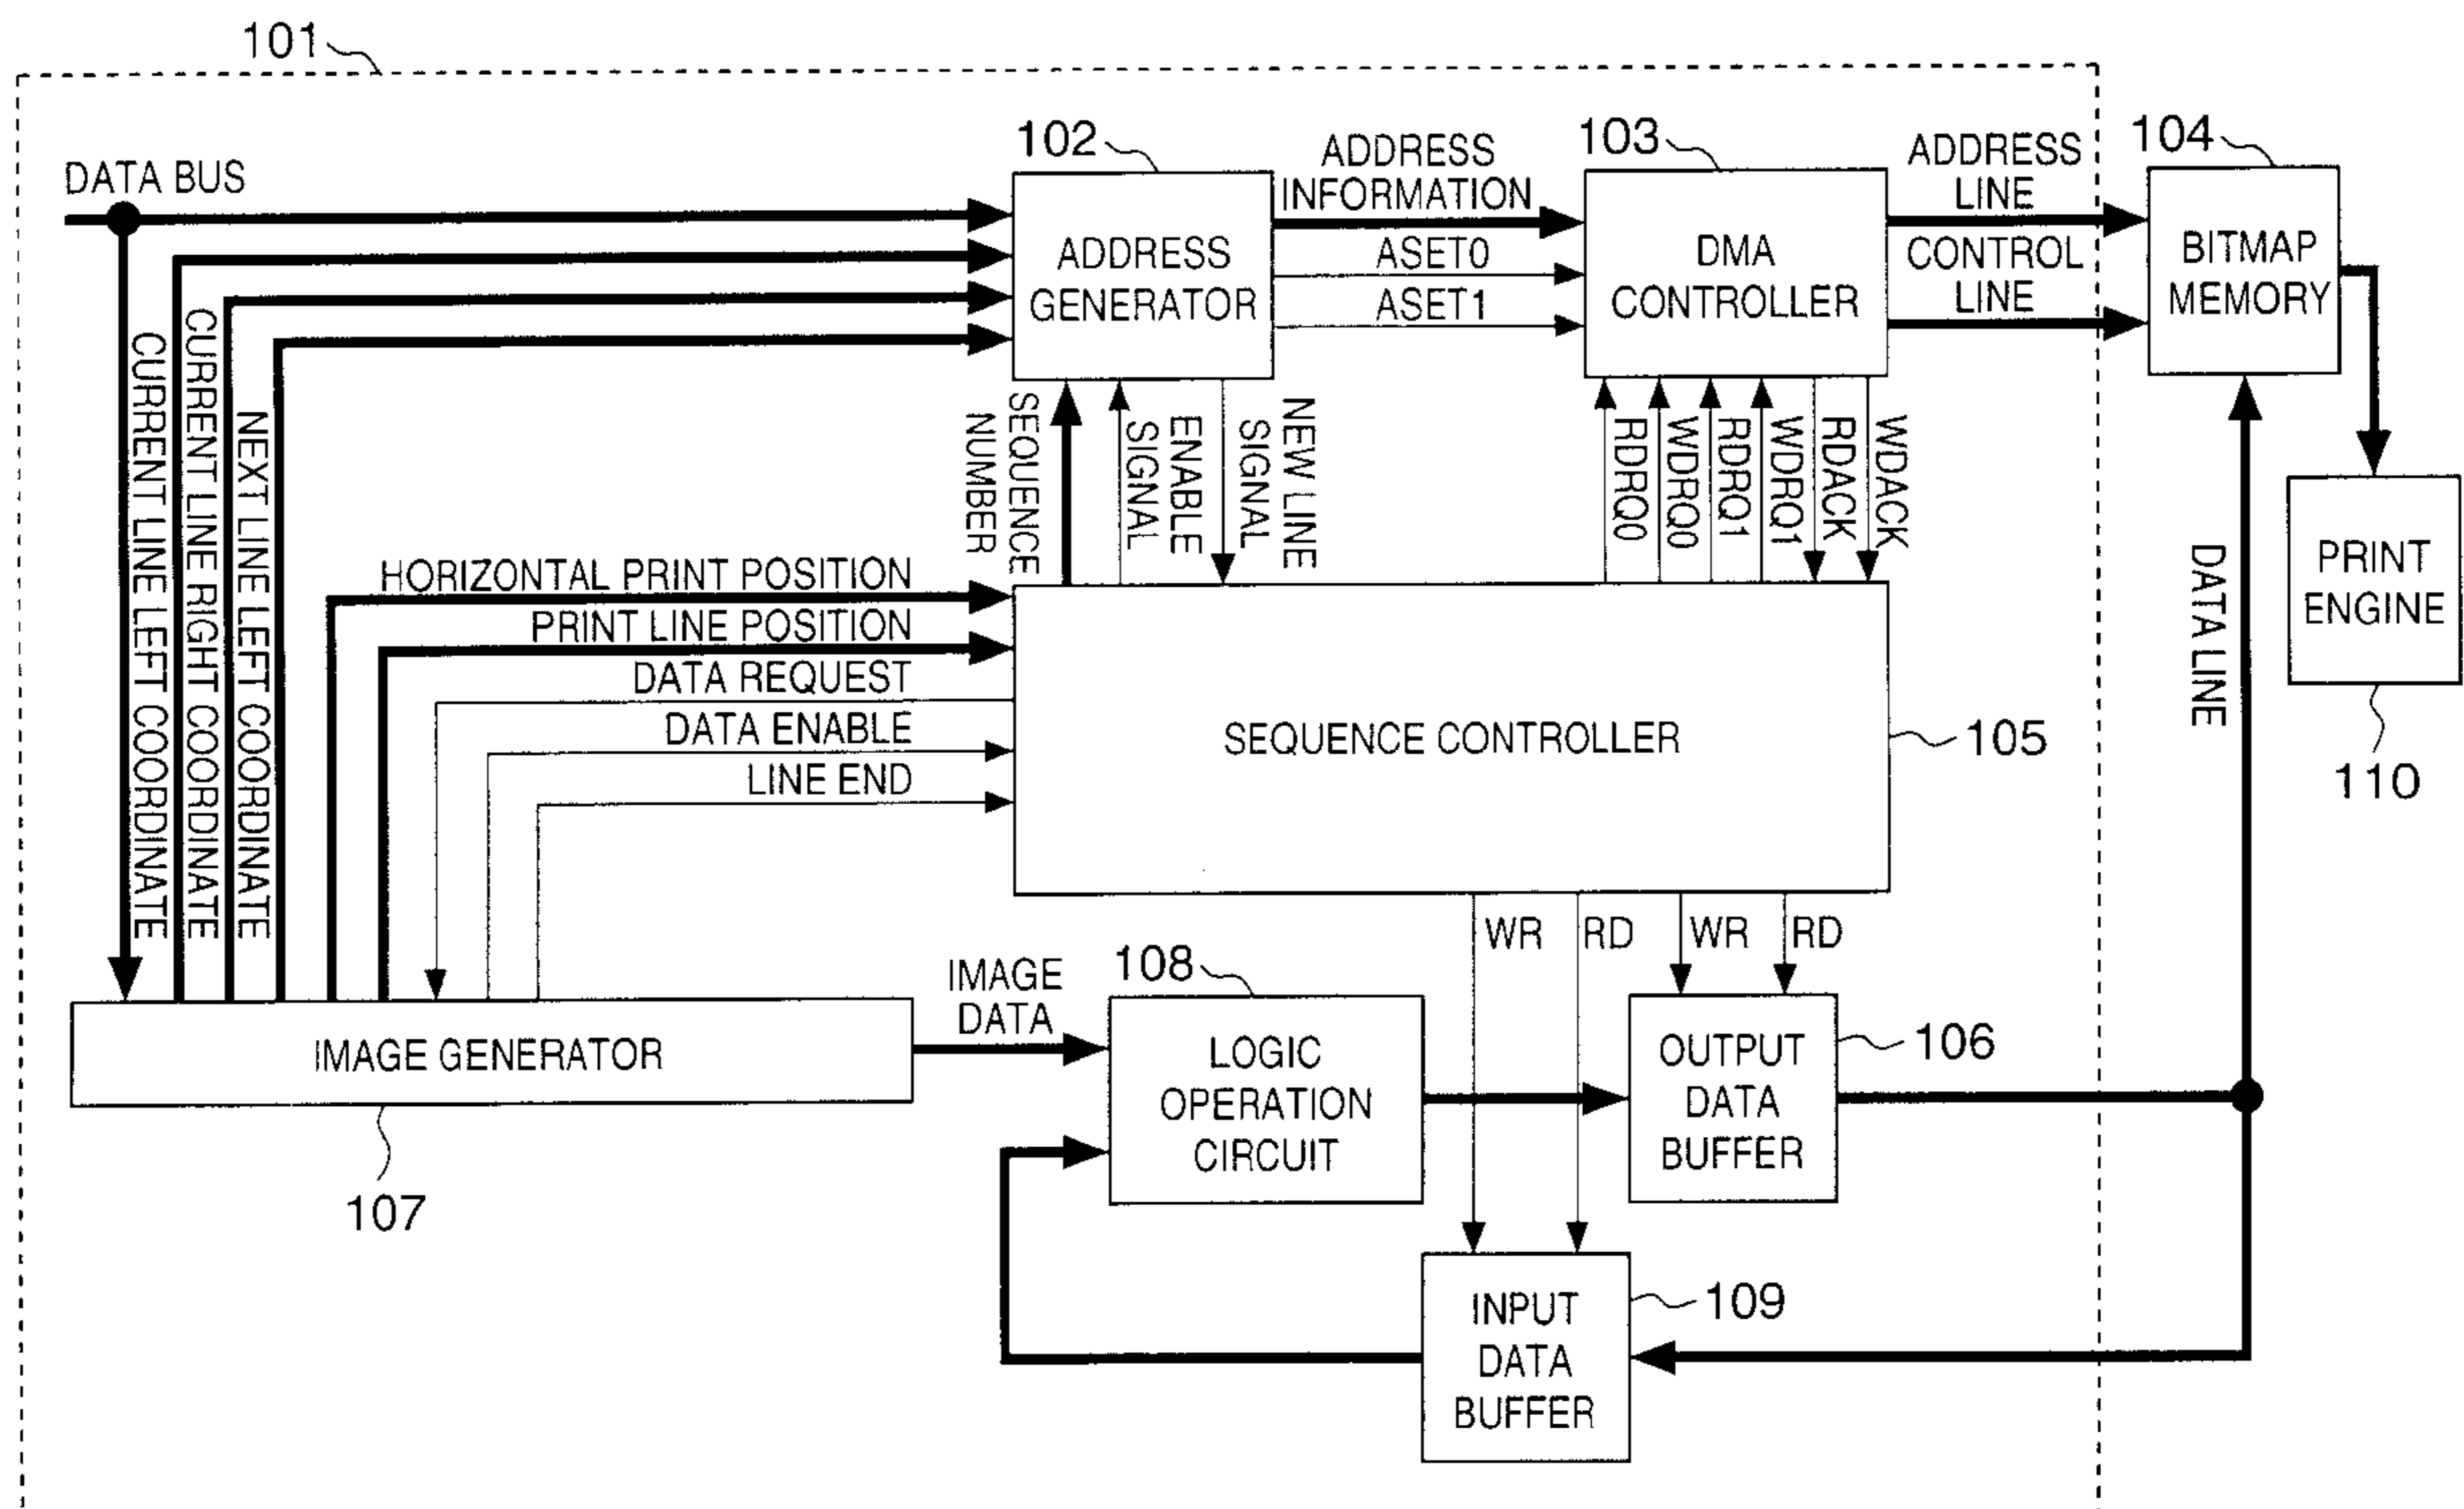 101
DATA BUS
102
ADDRESS
GENERATOR
ADDRESS
INFORMATION
ASET0
ASET1
103
DMA
CONTROLLER
ADDRESS
LINE
CONTROL
LINE
104
BITMAP
MEMORY
CURRENT LINE LEFT COORDINATE
CURRENT LINE RIGHT COORDINATE
NEXT LINE LEFT COORDINATE
SEQUENCE
NUMBER
ENABLE
SIGNAL
NEW LINE
SIGNAL
RDRQ0
WDRQ0
RDRQ1
WDRQ1
RDACK
WDACK
DATA LINE
PRINT
ENGINE
110
HORIZONTAL PRINT POSITION
PRINT LINE POSITION
DATA REQUEST
DATA ENABLE
LINE END
SEQUENCE CONTROLLER
105
WR
RD
WR
RD
IMAGE GENERATOR
107
IMAGE
DATA
108
LOGIC
OPERATION
CIRCUIT
OUTPUT
DATA
BUFFER
106
INPUT
DATA
BUFFER
109